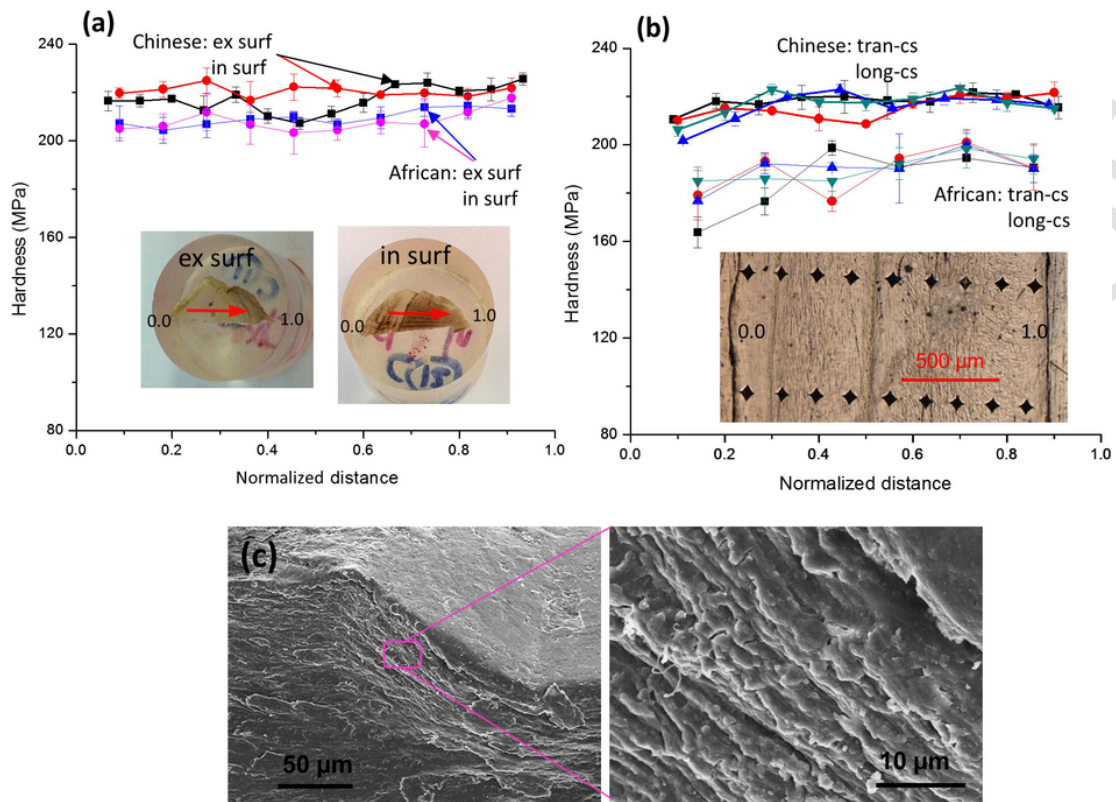 (a)
Chinese: ex surf
in surf
African: ex surf
in surf
240
200
160
120
80
Hardness (MPa)
ex surf
0.0
1.0
in surf
0.0
1.0
0.0
0.2
0.4
0.6
0.8
1.0
Normalized distance
(b)
Chinese: tran-cs
long-cs
African: tran-cs
long-cs
240
200
160
120
80
Hardness (MPa)
0.0
1.0
500 μm
0.0
0.2
0.4
0.6
0.8
1.0
Normalized distance
(c)
50 μm
10 μm